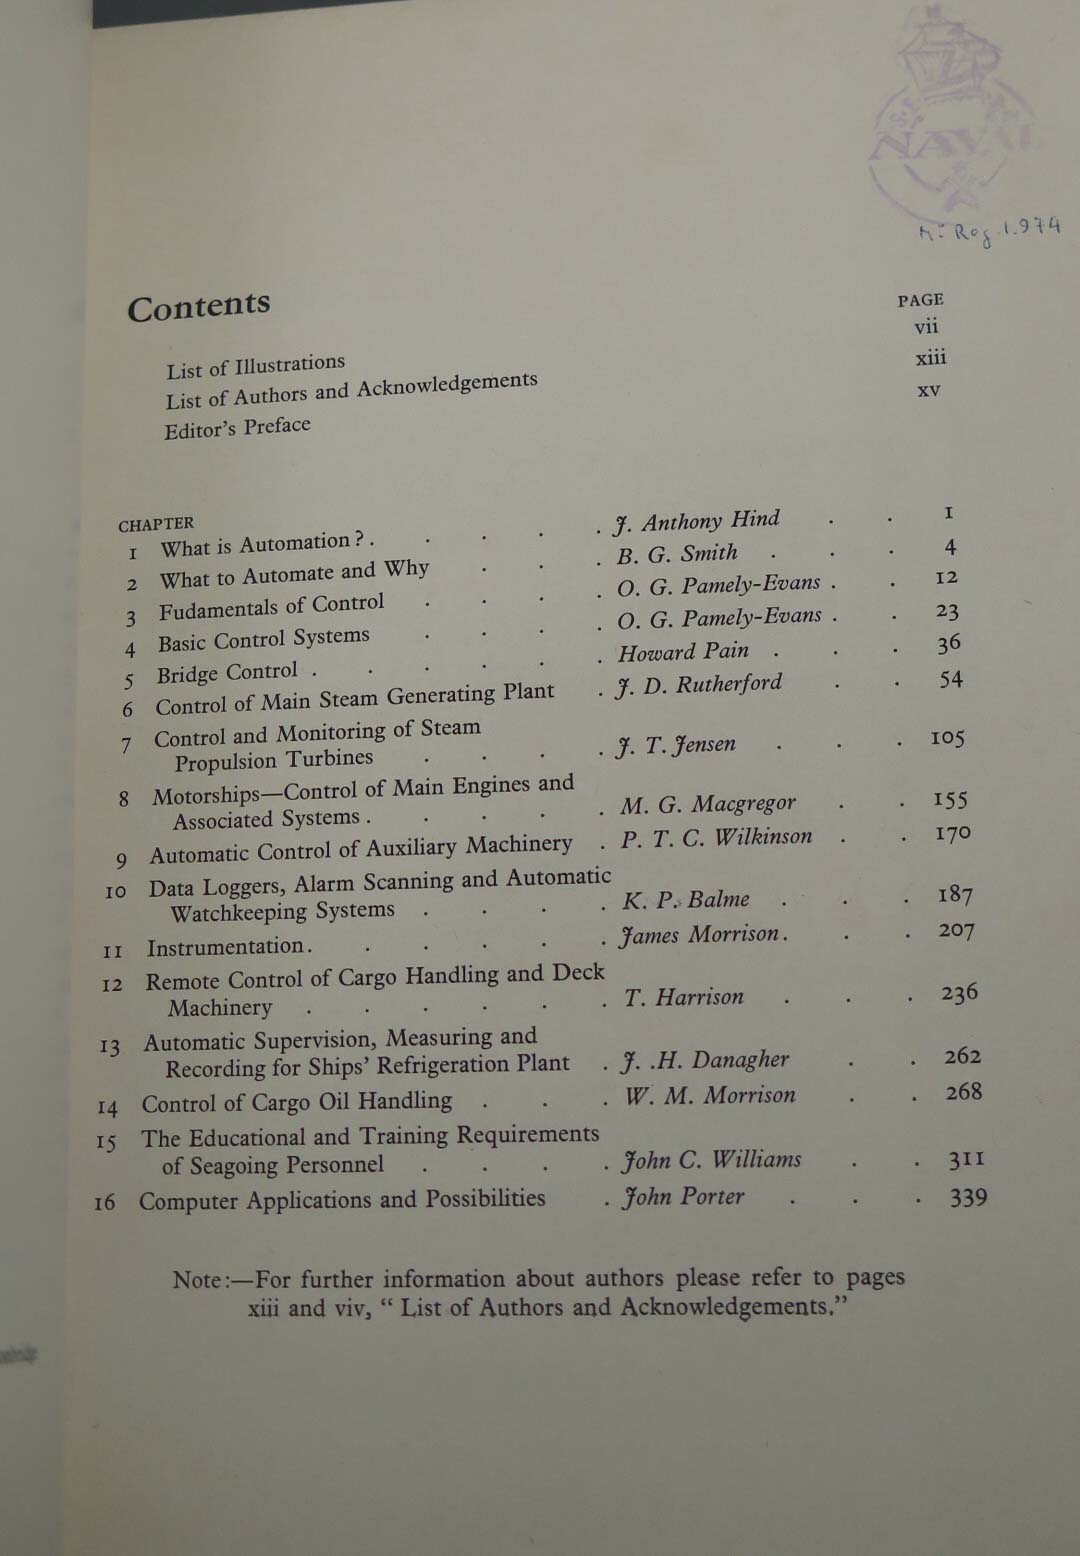 NAVAL
Nº Rog. 1.974
Contents
PAGE
List of Illustrations vii
List of Authors and Acknowledgements xiii
Editor's Preface xv
CHAPTER
1 What is Automation? . . . . . J. Anthony Hind . . 1
2 What to Automate and Why . . . B. G. Smith . . . 4
3 Fudamentals of Control . . . . O. G. Pamely-Evans . . 12
4 Basic Control Systems . . . . O. G. Pamely-Evans . . 23
5 Bridge Control . . . . . . Howard Pain . . . 36
6 Control of Main Steam Generating Plant . J. D. Rutherford . . 54
7 Control and Monitoring of Steam
Propulsion Turbines . . . . J. T. Jensen . . . 105
8 Motorships—Control of Main Engines and
Associated Systems . . . . . M. G. Macgregor . . 155
9 Automatic Control of Auxiliary Machinery . P. T. C. Wilkinson . . 170
10 Data Loggers, Alarm Scanning and Automatic
Watchkeeping Systems . . . . K. P. Balme . . . 187
11 Instrumentation . . . . . . James Morrison . . . 207
12 Remote Control of Cargo Handling and Deck
Machinery . . . . . . T. Harrison . . . 236
13 Automatic Supervision, Measuring and
Recording for Ships' Refrigeration Plant . J. .H. Danagher . . 262
14 Control of Cargo Oil Handling . . . W. M. Morrison . . 268
15 The Educational and Training Requirements
of Seagoing Personnel . . . . John C. Williams . . 311
16 Computer Applications and Possibilities . John Porter . . . 339
Note:—For further information about authors please refer to pages
xiii and viv, “ List of Authors and Acknowledgements.”